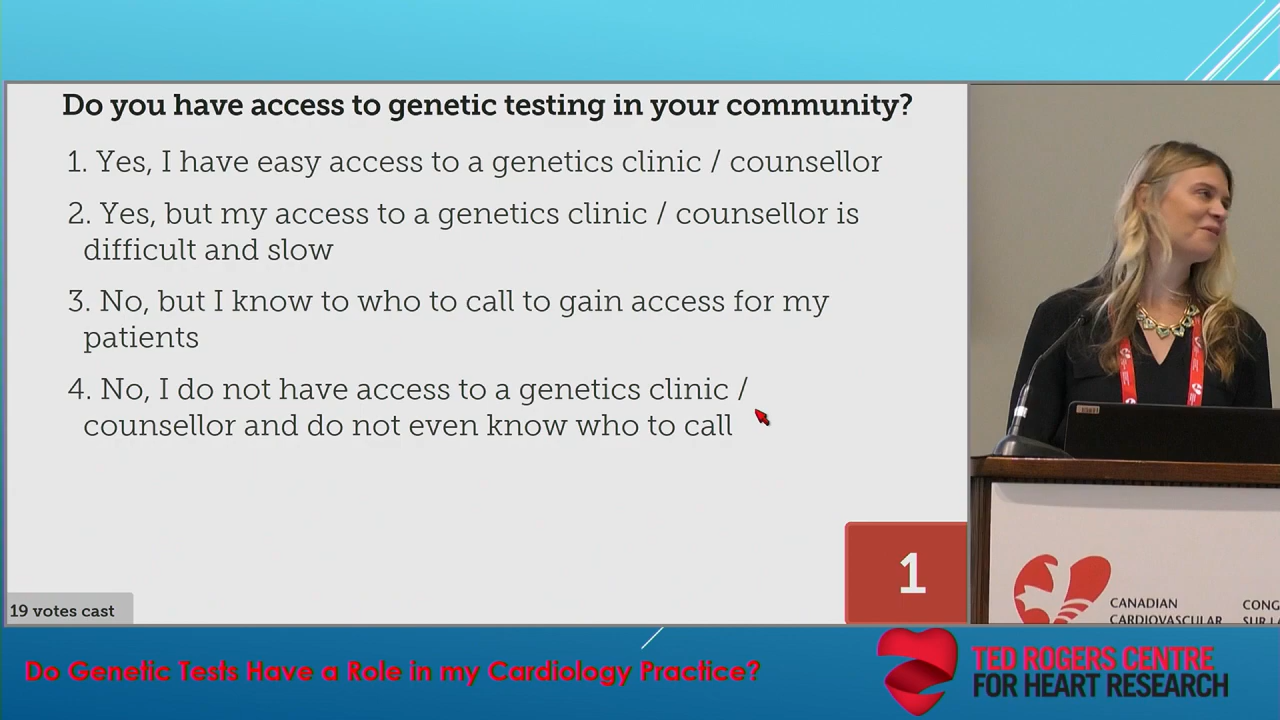 Do you have access to genetic testing in your community?
1. Yes, I have easy access to a genetics clinic / counsellor
2. Yes, but my access to a genetics clinic / counsellor is
difficult and slow
3. No, but I know to who to call to gain access for my
patients
4. No, I do not have access to a genetics clinic /
counsellor and do not even know who to call
1
19 votes cast
CANADIAN
CARDIOVASCULAR
CONG
SUR LA
Do Genetic Tests Have a Role in my Cardiology Practice?
TED ROGERS CENTRE
FOR HEART RESEARCH